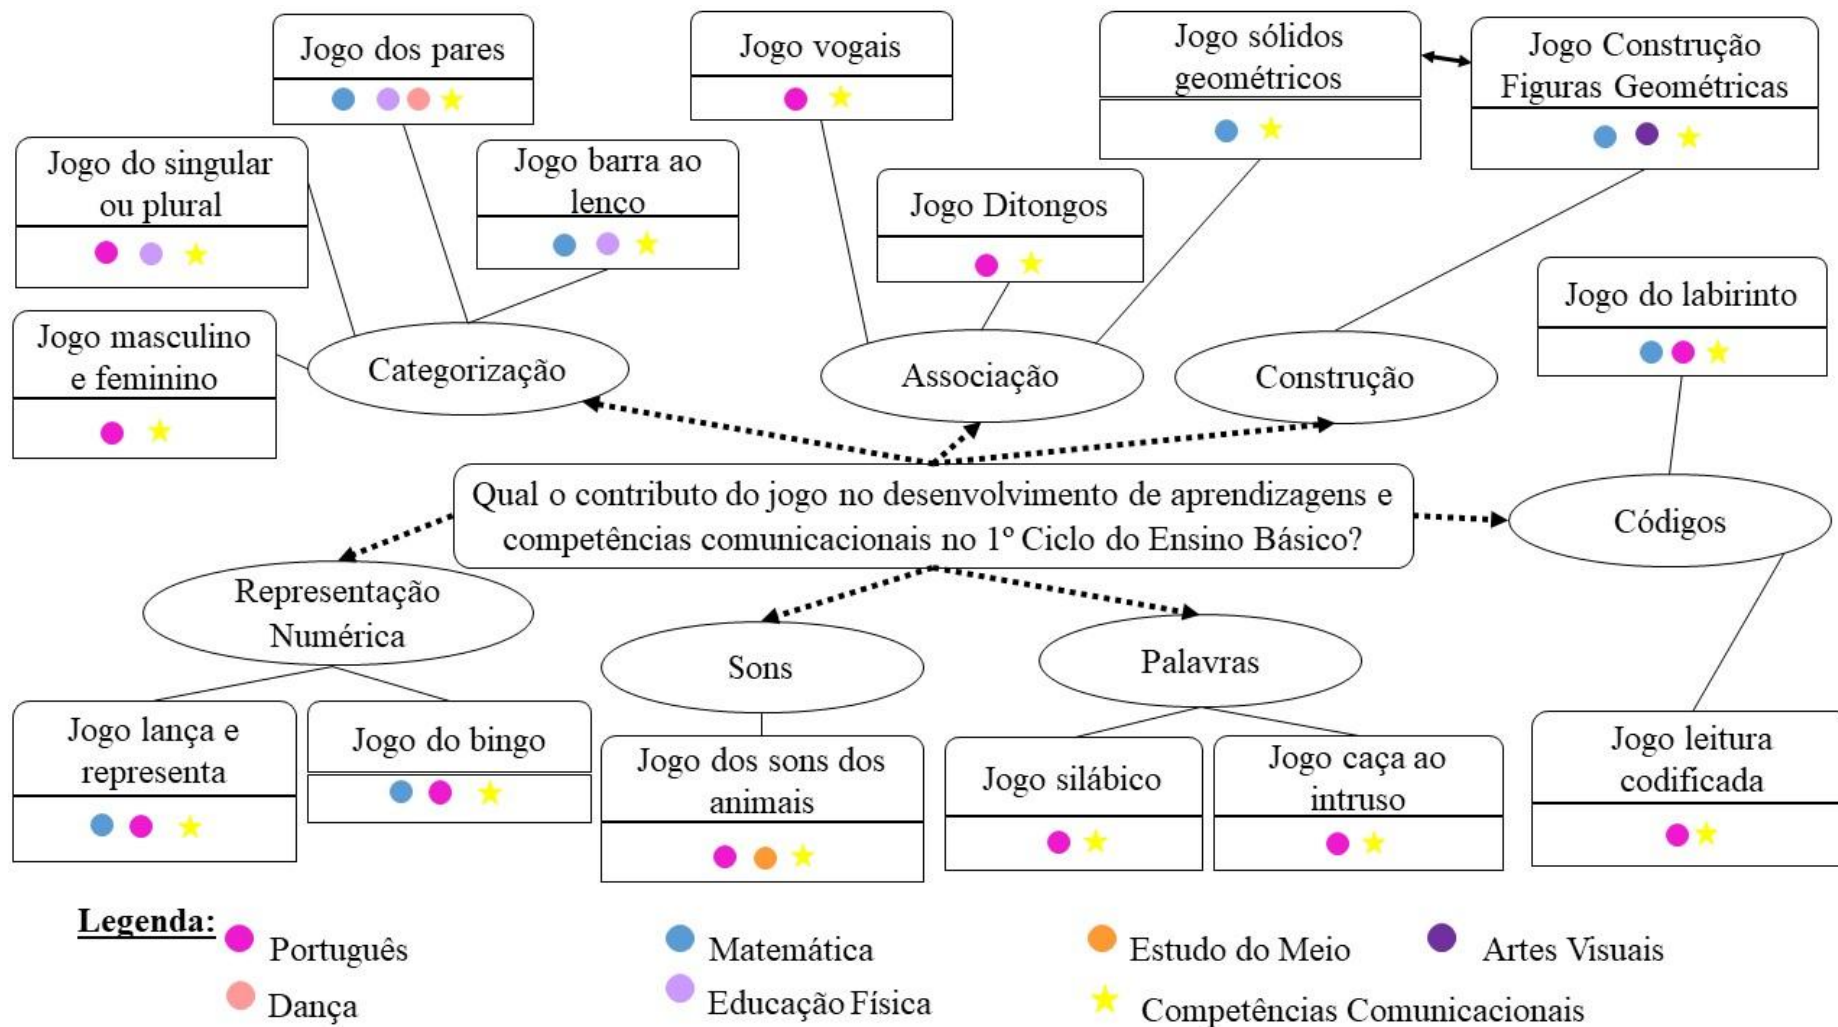 Jogo dos pares
Jogo vogais
Jogo sólidos
geométricos
Jogo Construção
Figuras Geométricas
Jogo do singular
ou plural
Jogo barra ao
lenço
Jogo Ditongos
Jogo do labirinto
Jogo masculino
e feminino
Categorização
Associação
Construção
Qual o contributo do jogo no desenvolvimento de aprendizagens e
competências comunicacionais no 1º Ciclo do Ensino Básico?
Códigos
Representação
Numérica
Sons
Palavras
Jogo lança e
representa
Jogo do bingo
Jogo dos sons dos
animais
Jogo silábico
Jogo caça ao
intruso
Jogo leitura
codificada
Legenda:
Português
Matemática
Estudo do Meio
Artes Visuais
Dança
Educação Física
Competências Comunicacionais